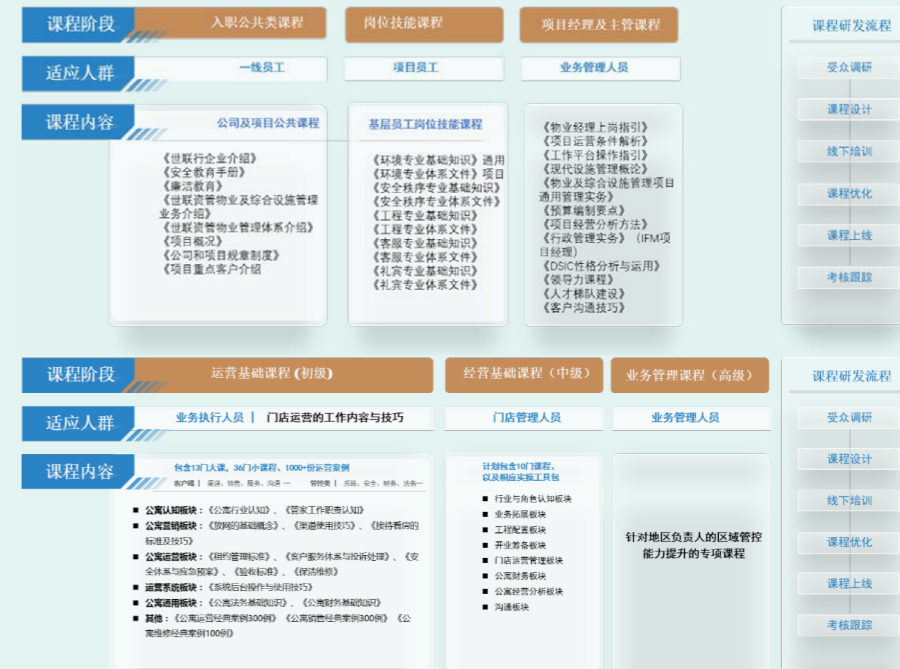 课程阶段
入职公共类课程
岗位技能课程
项目经理及主管课程
适应人群
一线员工
项目员工
业务管理人员
课程内容
公司及项目公共课程
《世联行企业介绍》
《安全教育手册》
《廉洁教育》
《世联资管物业及综合设施管理
业务介绍》
《世联资管物业管理体系介绍》
《项目概况》
《公司和项目规章制度》
《项目重点客户介绍
基层员工岗位技能课程
《环境专业基础知识》通用
《环境专业体系文件》项目
《安全秩序专业基础知识》
《安全秩序专业体系文件》
《工程专业基础知识》
《工程专业体系文件》
《客服专业基础知识》
《客服专业体系文件》
《礼宾专业基础知识》
《礼宾专业体系文件》
《物业经理上岗指引》
《项目运营条件解析》
《工作平台操作指引》
《现代设施管理概论》
《物业及综合设施管理项目
通用管理实务》
《预算编制要点》
《项目经营分析方法》
《行政管理实务》（IFM项
目经理）
《DSIC性格分析与运用》
《领导力课程》
《人才梯队建设》
《客户沟通技巧》
课程研发流程
受众调研
课程设计
线下培训
课程优化
课程上线
考核跟踪
课程阶段
运营基础课程(初级)
经营基础课程（中级）
业务管理课程（高级）
适应人群
业务执行人员 | 门店运营的工作内容与技巧
门店管理人员
业务管理人员
课程内容
包含13门大课，36门小课程、1000+份运营案例
客户端 | 渠道、销售、服务、沟通 … 管控类 | 系统、安全、财务、法务…
■ 公寓认知板块：《公寓行业认知》、《管家工作职责认知》
■ 公寓营销板块：《放网的基础概念》、《渠道使用技巧》、《接待看房的
标准及技巧》
■ 公寓运营板块：《租约管理标准》、《客户服务体系与投诉处理》、《安
全体系与应急预案》、《验收标准》、《保洁维修》
■ 运营系统板块：《系统后台操作与使用技巧》
■ 公寓通用板块：《公寓法务基础知识》、《公寓财务基础知识》
■ 其他：《公寓运营经典案例300例》《公寓销售经典案例300例》《公
寓维修经典案例100例》
计划包含10门课程、
以及相应实操工具包
■ 行业与角色认知板块
■ 业务拓展板块
■ 工程配置板块
■ 开业筹备板块
■ 门店运营管理板块
■ 公寓财务板块
■ 公寓经营分析板块
■ 沟通板块
针对地区负责人的区域管控
能力提升的专项课程
课程研发流程
受众调研
课程设计
线下培训
课程优化
课程上线
考核跟踪